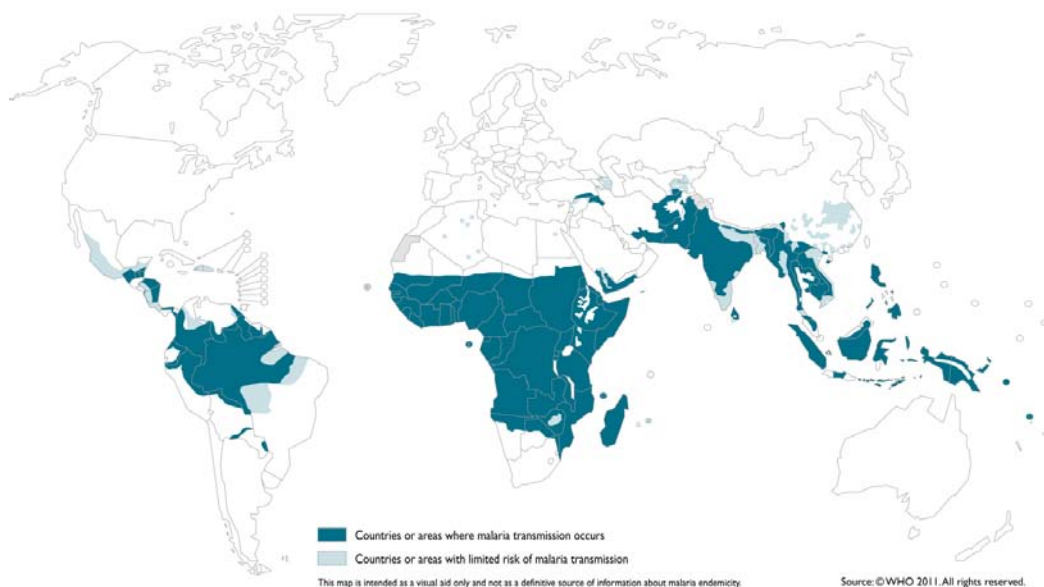 Countries or areas where malaria transmission occurs
Countries or areas with limited risk of malaria transmission
This map is intended as a visual aid only and not as a definitive source of information about malaria endemicity.
Source: © WHO 2011. All rights reserved.